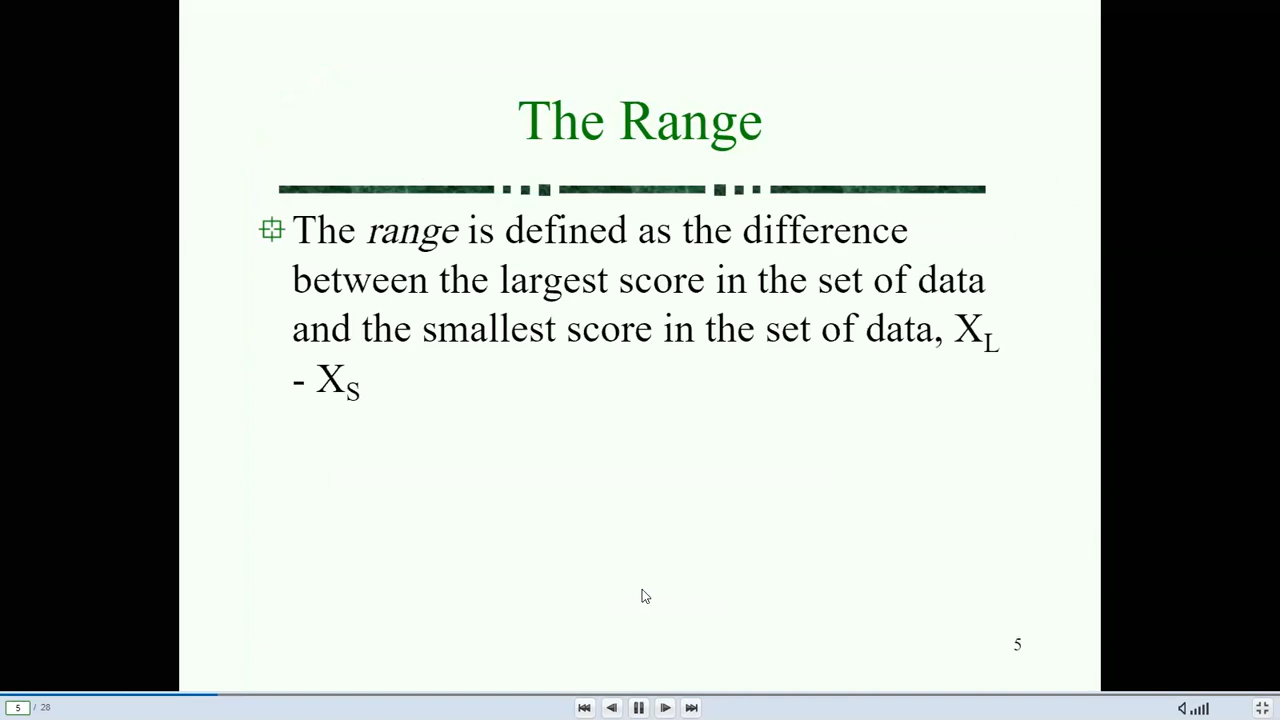 The Range
The range is defined as the difference
between the largest score in the set of data
and the smallest score in the set of data, X_L
- X_S
5
5 / 28